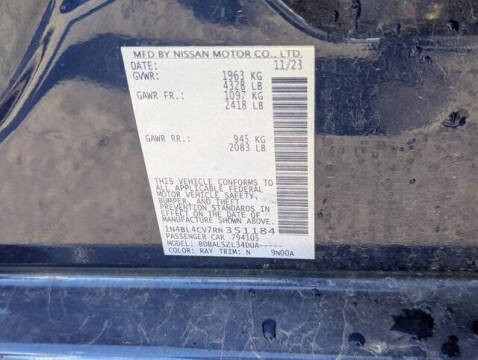 MFD BY NISSAN MOTOR CO., LTD.
DATE: 11/23
GVWR: 1963 KG
4328 LB
GAWR FR.: 1097 KG
2418 LB
GAWR RR.: 945 KG
2083 LB
THIS VEHICLE CONFORMS TO
ALL APPLICABLE FEDERAL
MOTOR VEHICLE SAFETY,
BUMPER, AND THEFT
PREVENTION STANDARDS IN
EFFECT ON THE DATE OF
MANUFACTURE SHOWN ABOVE.
1N4BL4CV7RN351184
PASSENGER CAR 794105
MODEL: BDBALSZL34DUA-----
COLOR: RAY TRIM: N 9N00A